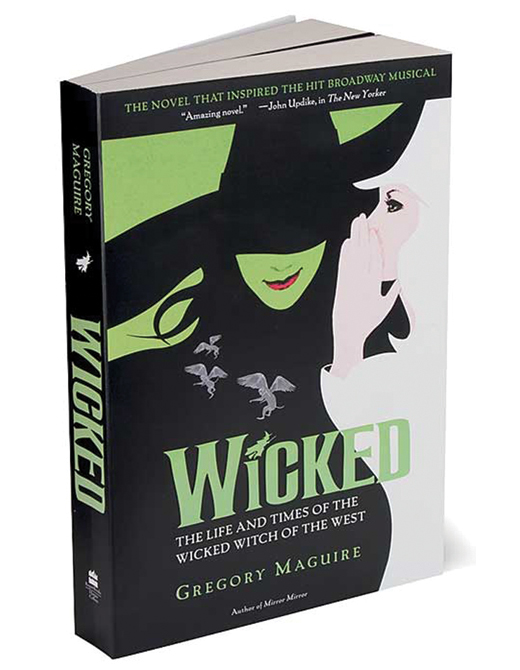 THE NOVEL THAT INSPIRED THE HIT BROADWAY MUSICAL
"Amazing novel." —John Updike, in The New Yorker
WICKED
THE LIFE AND TIMES OF THE
WICKED WITCH OF THE WEST
GREGORY MAGUIRE
Author of Mirror Mirror
GREGORY
MAGUIRE
WICKED